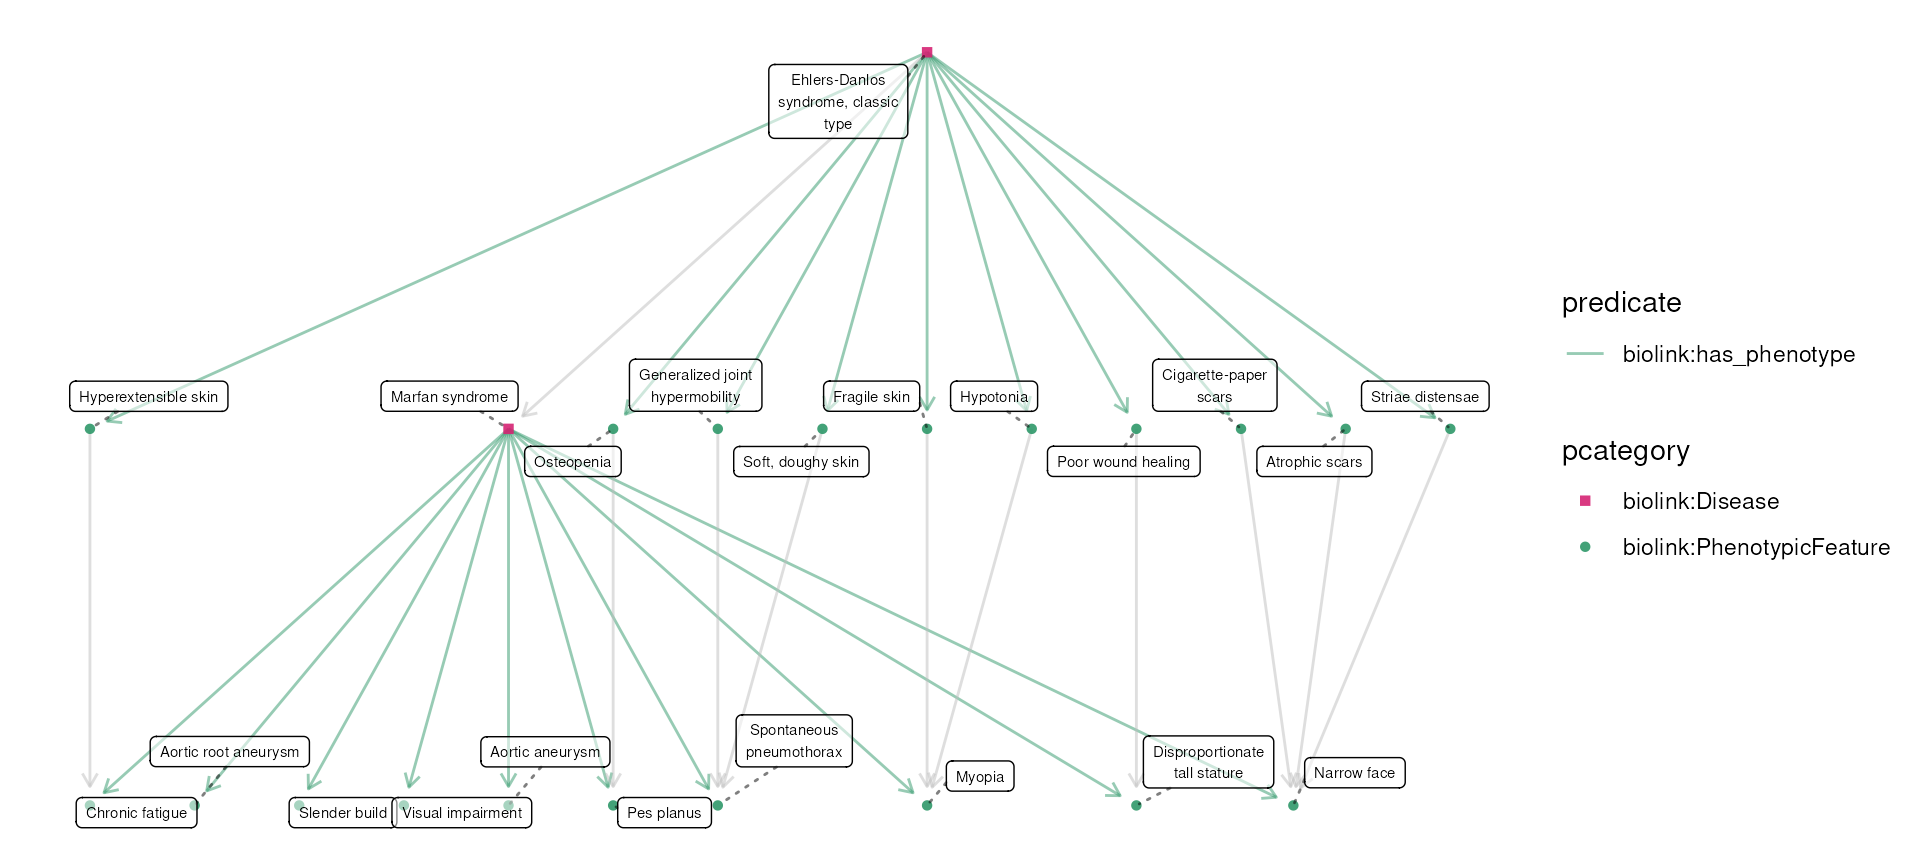 Ehlers-Danlos
syndrome, classic
type
Hyperextensible skin
Marfan syndrome
Generalized joint
hypermobility
Fragile skin
Hypotonia
Cigarette-paper
scars
Striae distensae
Osteopenia
Soft, doughy skin
Poor wound healing
Atrophic scars
Aortic root aneurysm
Aortic aneurysm
Spontaneous
pneumothorax
Myopia
Disproportionate
tall stature
Narrow face
Chronic fatigue
Slender build
Visual impairment
Pes planus
predicate
biolink:has_phenotype
pcategory
biolink:Disease
biolink:PhenotypicFeature